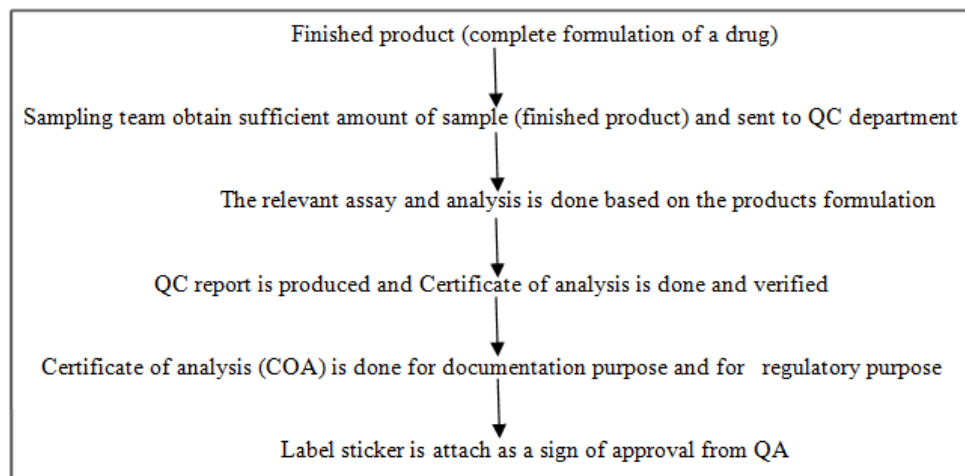 Finished product (complete formulation of a drug)
Sampling team obtain sufficient amount of sample (finished product) and sent to QC department
The relevant assay and analysis is done based on the products formulation
QC report is produced and Certificate of analysis is done and verified
Certificate of analysis (COA) is done for documentation purpose and for regulatory purpose
Label sticker is attach as a sign of approval from QA